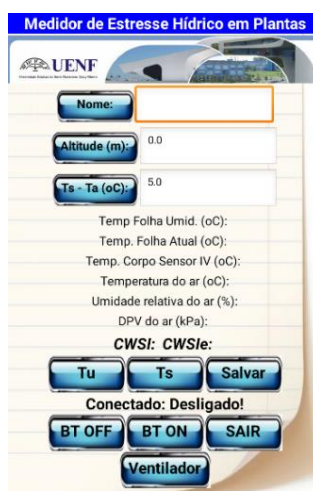 Medidor de Estresse Hídrico em Plantas
UENF
Nome:
Altitude (m): 0.0
Ts - Ta (oC): 5.0
Temp Folha Umid. (oC):
Temp. Folha Atual (oC):
Temp. Corpo Sensor IV (oC):
Temperatura do ar (oC):
Umidade relativa do ar (%):
DPV do ar (kPa):
CWSI: CWSIe:
Tu Ts Salvar
Conectado: Desligado!
BT OFF BT ON SAIR
Ventilador